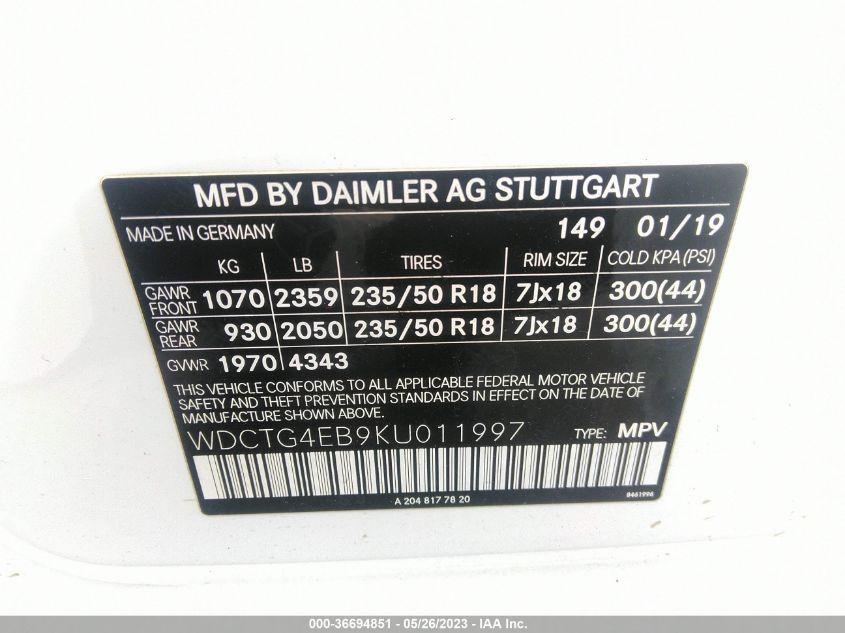 MFD BY DAIMLER AG STUTTGART
MADE IN GERMANY 149 01/19
KG LB TIRES RIM SIZE COLD KPA (PSI)
GAWR FRONT 1070 2359 235/50 R18 7Jx18 300(44)
GAWR REAR 930 2050 235/50 R18 7Jx18 300(44)
GVWR 1970 4343
THIS VEHICLE CONFORMS TO ALL APPLICABLE FEDERAL MOTOR VEHICLE
SAFETY AND THEFT PREVENTION STANDARDS IN EFFECT ON THE DATE OF
MANUFACTURE SHOWN ABOVE.
WDCTG4EB9KU011997 TYPE: MPV
A 204 817 78 20 8461996
000-36694851 - 05/26/2023 - IAA Inc.